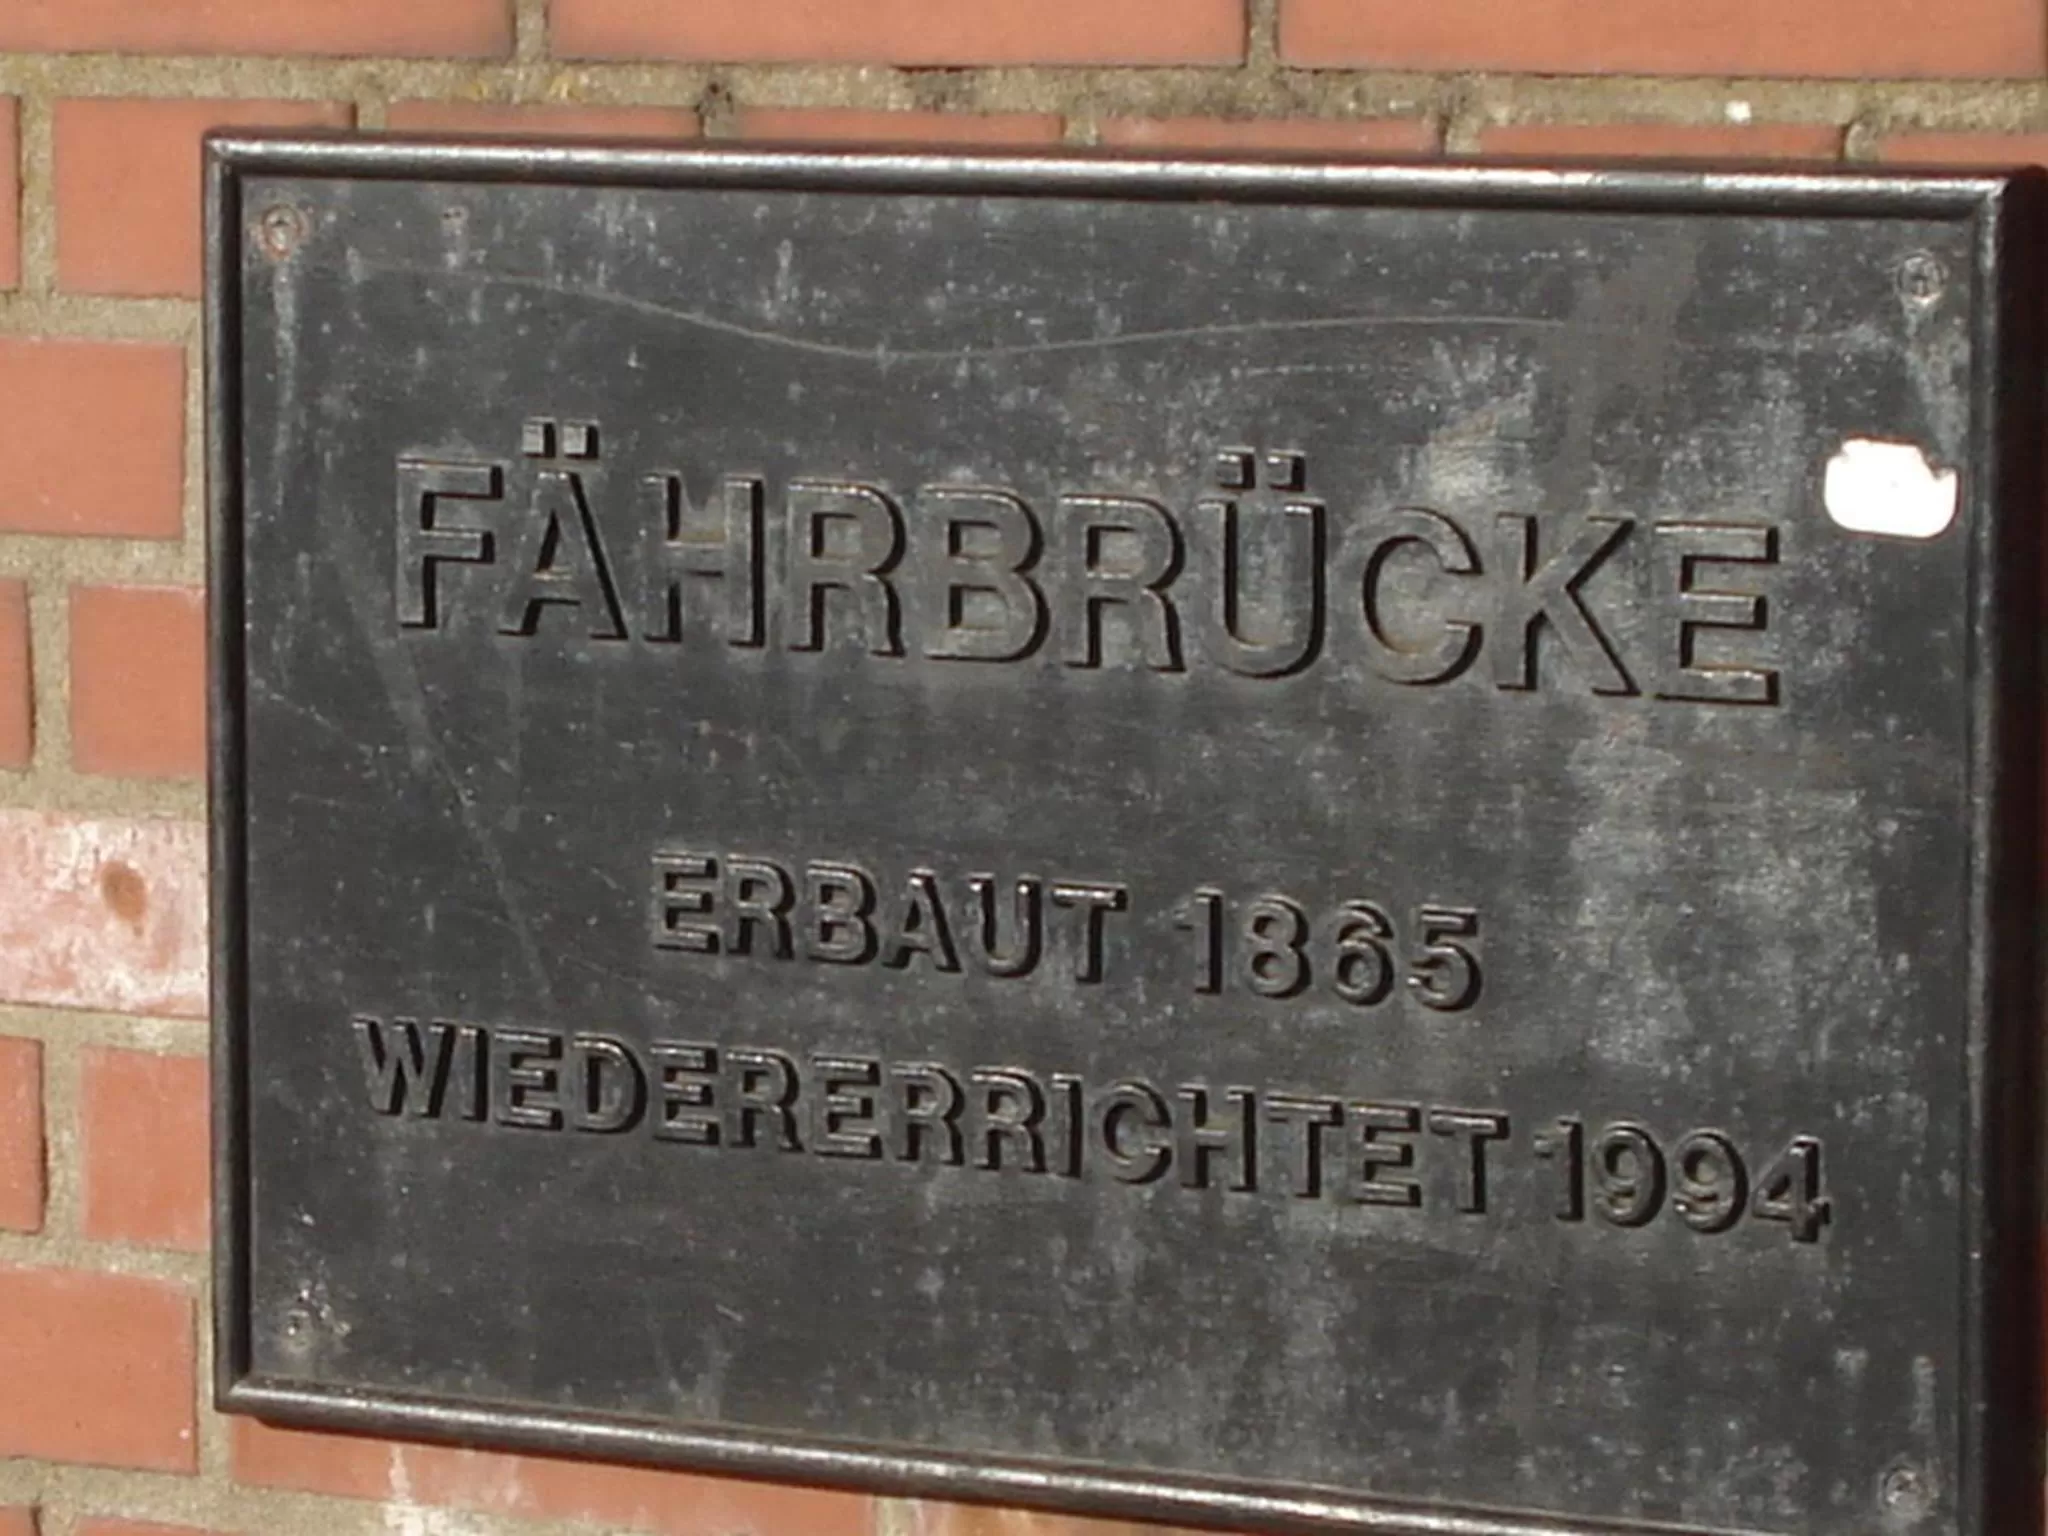 FÄHRBRÜCKE
ERBAUT 1865
WIEDERERRICHTET 1994